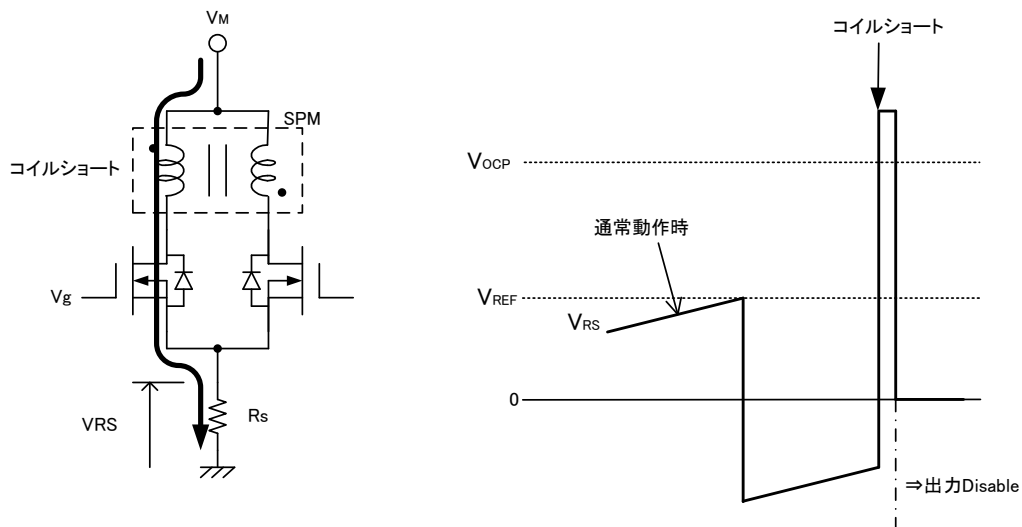 VM
SPM
コイルショート
Vg
VRS
Rs
コイルショート
VOCP
通常動作時
VREF
VRS
0
⇒出力Disable